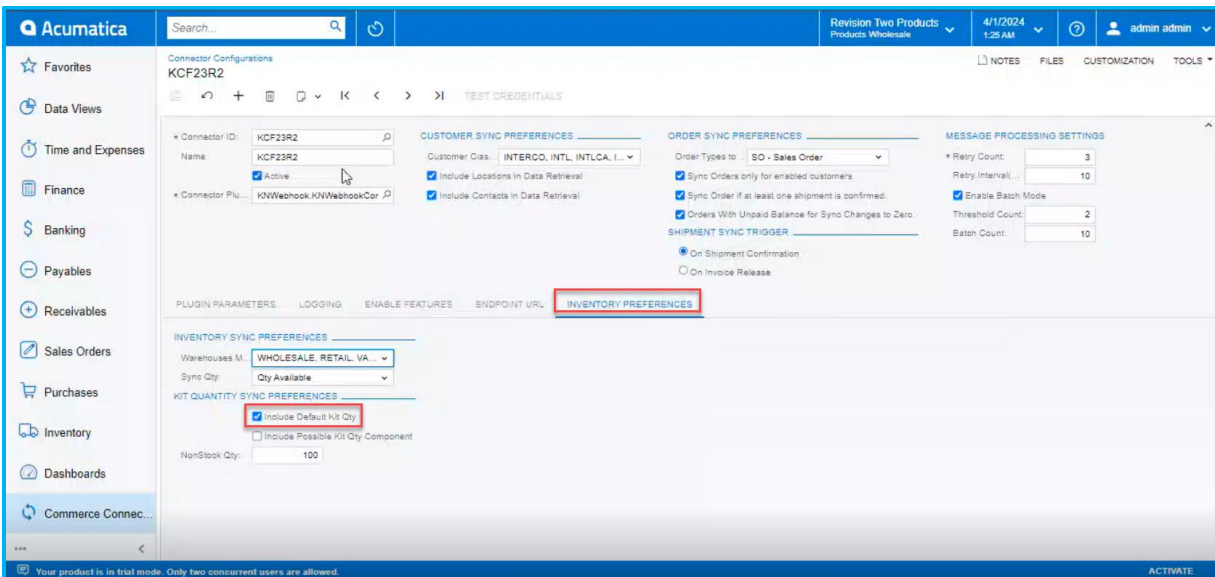 Acumatica
Search...
Revision Two Products
Products Wholesale
4/1/2024
1:25 AM
admin admin
Favorites
Data Views
Time and Expenses
Finance
Banking
Payables
Receivables
Sales Orders
Purchases
Inventory
Dashboards
Commerce Connec...
Connector Configurations
KCF23R2
NOTES FILES CUSTOMIZATION TOOLS
TEST CREDENTIALS
* Connector ID: KCF23R2
Name: KCF23R2
Active
* Connector Plu... KNWebhook.KNWebhookCor
CUSTOMER SYNC PREFERENCES
Customer Clas... INTERCO, INTL, INTLCA, I...
Include Locations in Data Retrieval
Include Contacts in Data Retrieval
ORDER SYNC PREFERENCES
Order Types to ... SO - Sales Order
Sync Orders only for enabled customers
Sync Order if at least one shipment is confirmed.
Orders With Unpaid Balance for Sync Changes to Zero.
SHIPMENT SYNC TRIGGER
On Shipment Confirmation
On Invoice Release
MESSAGE PROCESSING SETTINGS
* Retry Count: 3
Retry Interval(... 10
Enable Batch Mode
Threshold Count: 2
Batch Count: 10
PLUGIN PARAMETERS LOGGING ENABLE FEATURES ENDPOINT URL INVENTORY PREFERENCES
INVENTORY SYNC PREFERENCES
Warehouses M... WHOLESALE, RETAIL, VA...
Sync Qty: Qty Available
KIT QUANTITY SYNC PREFERENCES
Include Default Kit Qty
Include Possible Kit Qty Component
NonStock Qty: 100
Your product is in trial mode. Only two concurrent users are allowed.
ACTIVATE